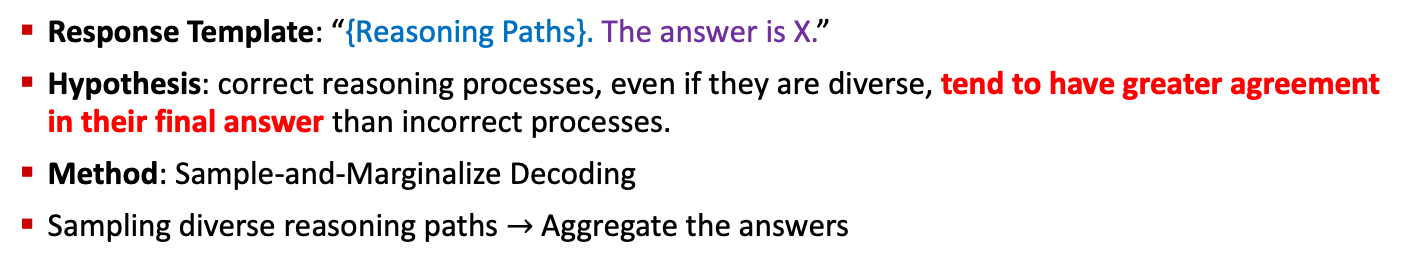 ▪ Response Template: “{Reasoning Paths}. The answer is X.”
▪ Hypothesis: correct reasoning processes, even if they are diverse, tend to have greater agreement
in their final answer than incorrect processes.
▪ Method: Sample-and-Marginalize Decoding
▪ Sampling diverse reasoning paths → Aggregate the answers